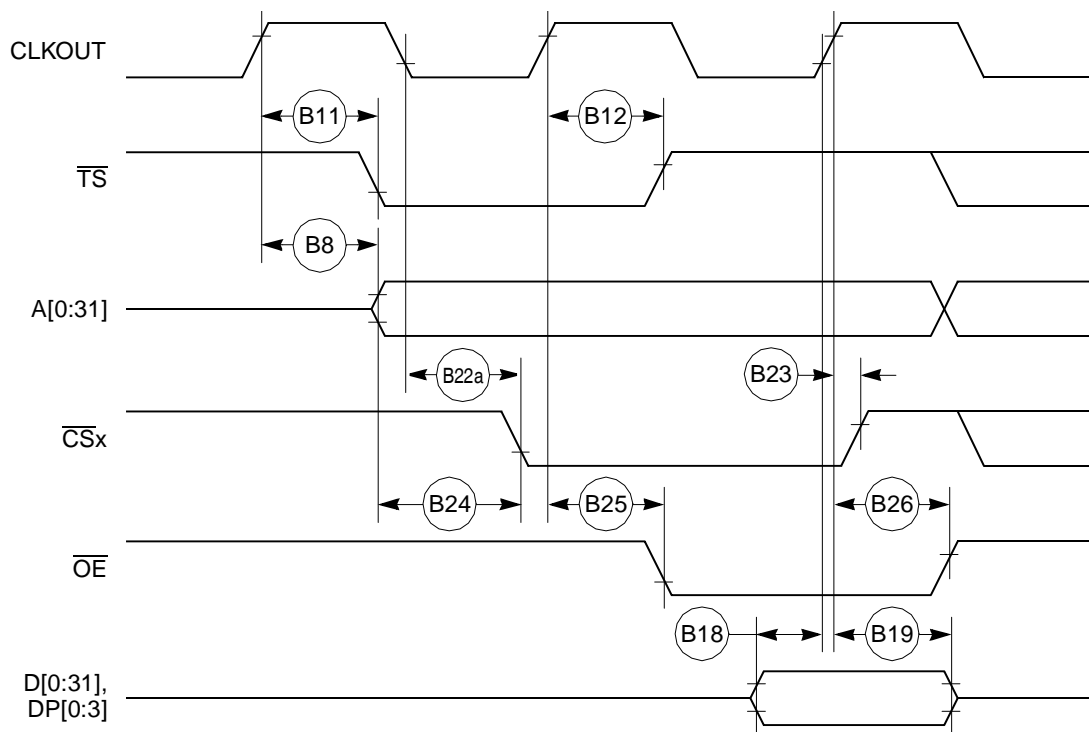 CLKOUT
B11
B12
TS
B8
A[0:31]
B22a
B23
CSx
B24
B25
B26
OE
B18
B19
D[0:31],
DP[0:3]